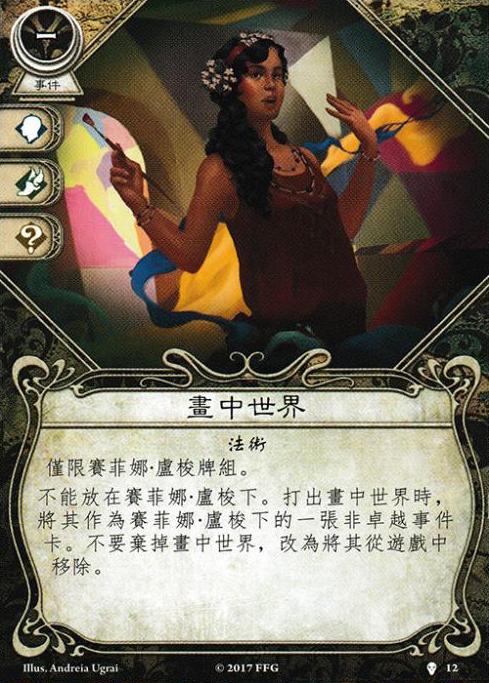 事件
?
畫中世界
法術
僅限賽菲娜·盧梭牌組。
不能放在賽菲娜·盧梭下。打出畫中世界時，
將其作為賽菲娜·盧梭下的一張非卓越事件
卡。不要棄掉畫中世界，改為將其從遊戲中
移除。
Illus. Andreia Ugrai © 2017 FFG 12